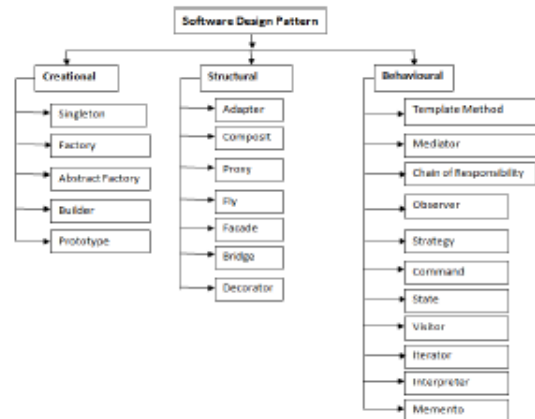 Software Design Pattern
Creational
Singleton
Factory
Abstract Factory
Builder
Prototype
Structural
Adapter
Composit
Proxy
Fly
Facade
Bridge
Decorator
Behavioural
Template Method
Mediator
Chain of Responsibility
Observer
Strategy
Command
State
Visitor
Iterator
Interpreter
Memento